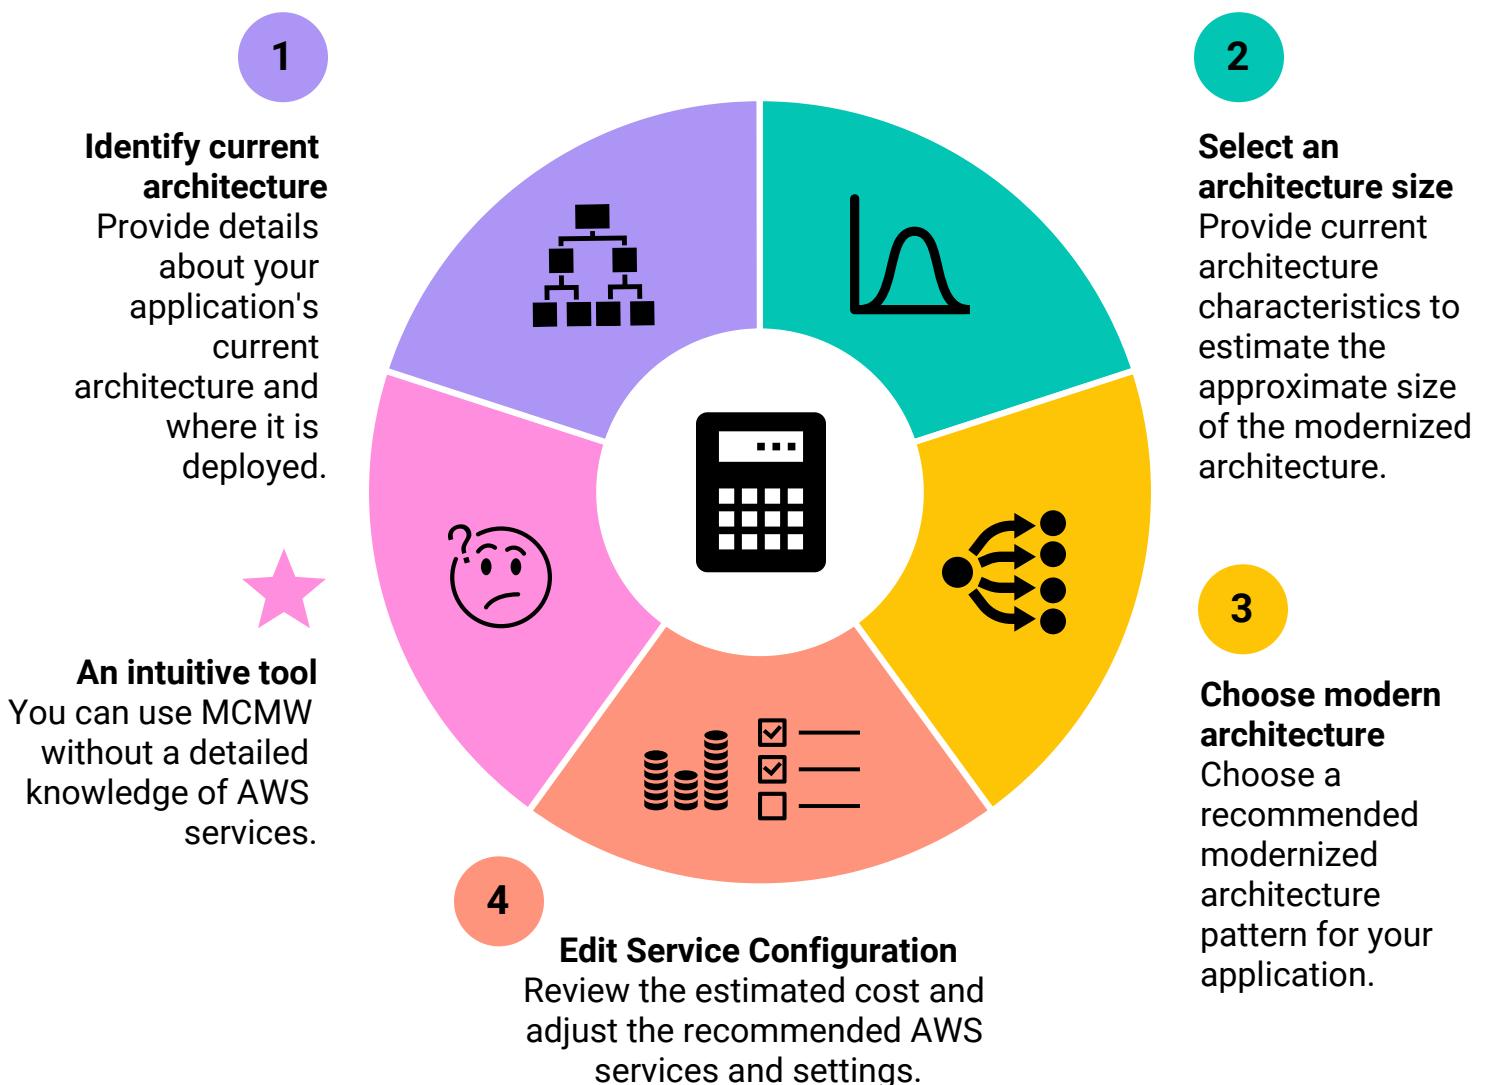 1
Identify current
architecture
Provide details
about your
application's
current
architecture and
where it is
deployed.
2
Select an
architecture size
Provide current
architecture
characteristics to
estimate the
approximate size
of the modernized
architecture.
3
Choose modern
architecture
Choose a
recommended
modernized
architecture
pattern for your
application.
4
Edit Service Configuration
Review the estimated cost and
adjust the recommended AWS
services and settings.
An intuitive tool
You can use MCMW
without a detailed
knowledge of AWS
services.
?